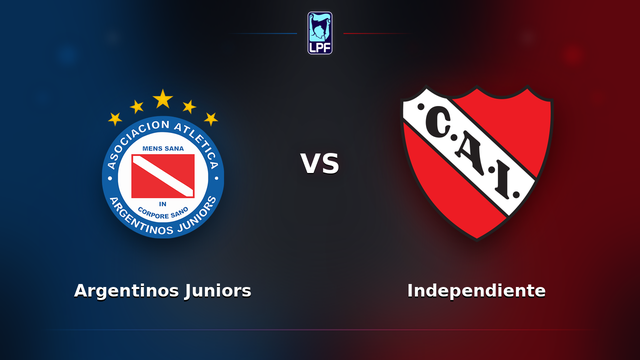 LPF
ASOCIACION ATLETICA
MENS SANA
IN
CORPORE SANO
ARGENTINOS JUNIORS
VS
C.A.I.
Argentinos Juniors
Independiente